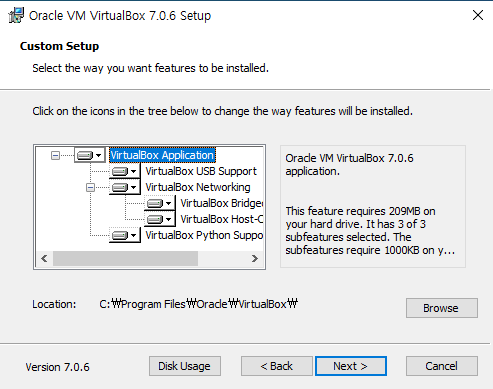 Oracle VM VirtualBox 7.0.6 Setup
Custom Setup
Select the way you want features to be installed.
Click on the icons in the tree below to change the way features will be installed.
VirtualBox Application
VirtualBox USB Support
VirtualBox Networking
VirtualBox Bridged
VirtualBox Host-O
VirtualBox Python Suppo
Oracle VM VirtualBox 7.0.6
application.
This feature requires 209MB on
your hard drive. It has 3 of 3
subfeatures selected. The
subfeatures require 1000KB on y...
Location: C:₩Program Files₩Oracle₩VirtualBox₩
Browse
Version 7.0.6
Disk Usage
< Back
Next >
Cancel